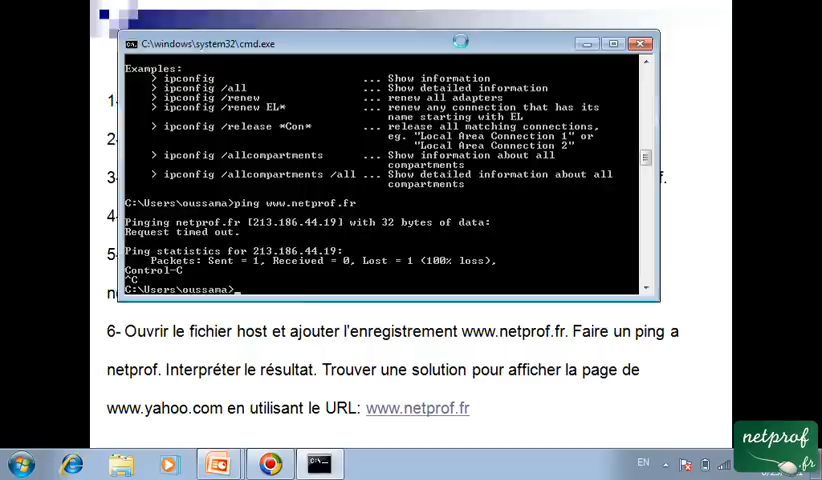 C:\windows\system32\cmd.exe
Examples:
> ipconfig ... Show information
> ipconfig /all ... Show detailed information
> ipconfig /renew ... renew all adapters
> ipconfig /renew EL* ... renew any connection that has its
name starting with EL
> ipconfig /release *Con* ... release all matching connections,
eg. "Local Area Connection 1" or
"Local Area Connection 2"
> ipconfig /allcompartments ... Show information about all
compartments
> ipconfig /allcompartments /all ... Show detailed information about all
compartments
C:\Users\oussama>ping www.netprof.fr
Pinging netprof.fr [213.186.44.19] with 32 bytes of data:
Request timed out.
Ping statistics for 213.186.44.19:
Packets: Sent = 1, Received = 0, Lost = 1 (100% loss),
Control-C
^C
C:\Users\oussama>_
1-
2-
3-
4-
5-
6- Ouvrir le fichier host et ajouter l'enregistrement www.netprof.fr. Faire un ping a
netprof. Interpréter le résultat. Trouver une solution pour afficher la page de
www.yahoo.com en utilisant le URL: www.netprof.fr
EN
netprof
.fr